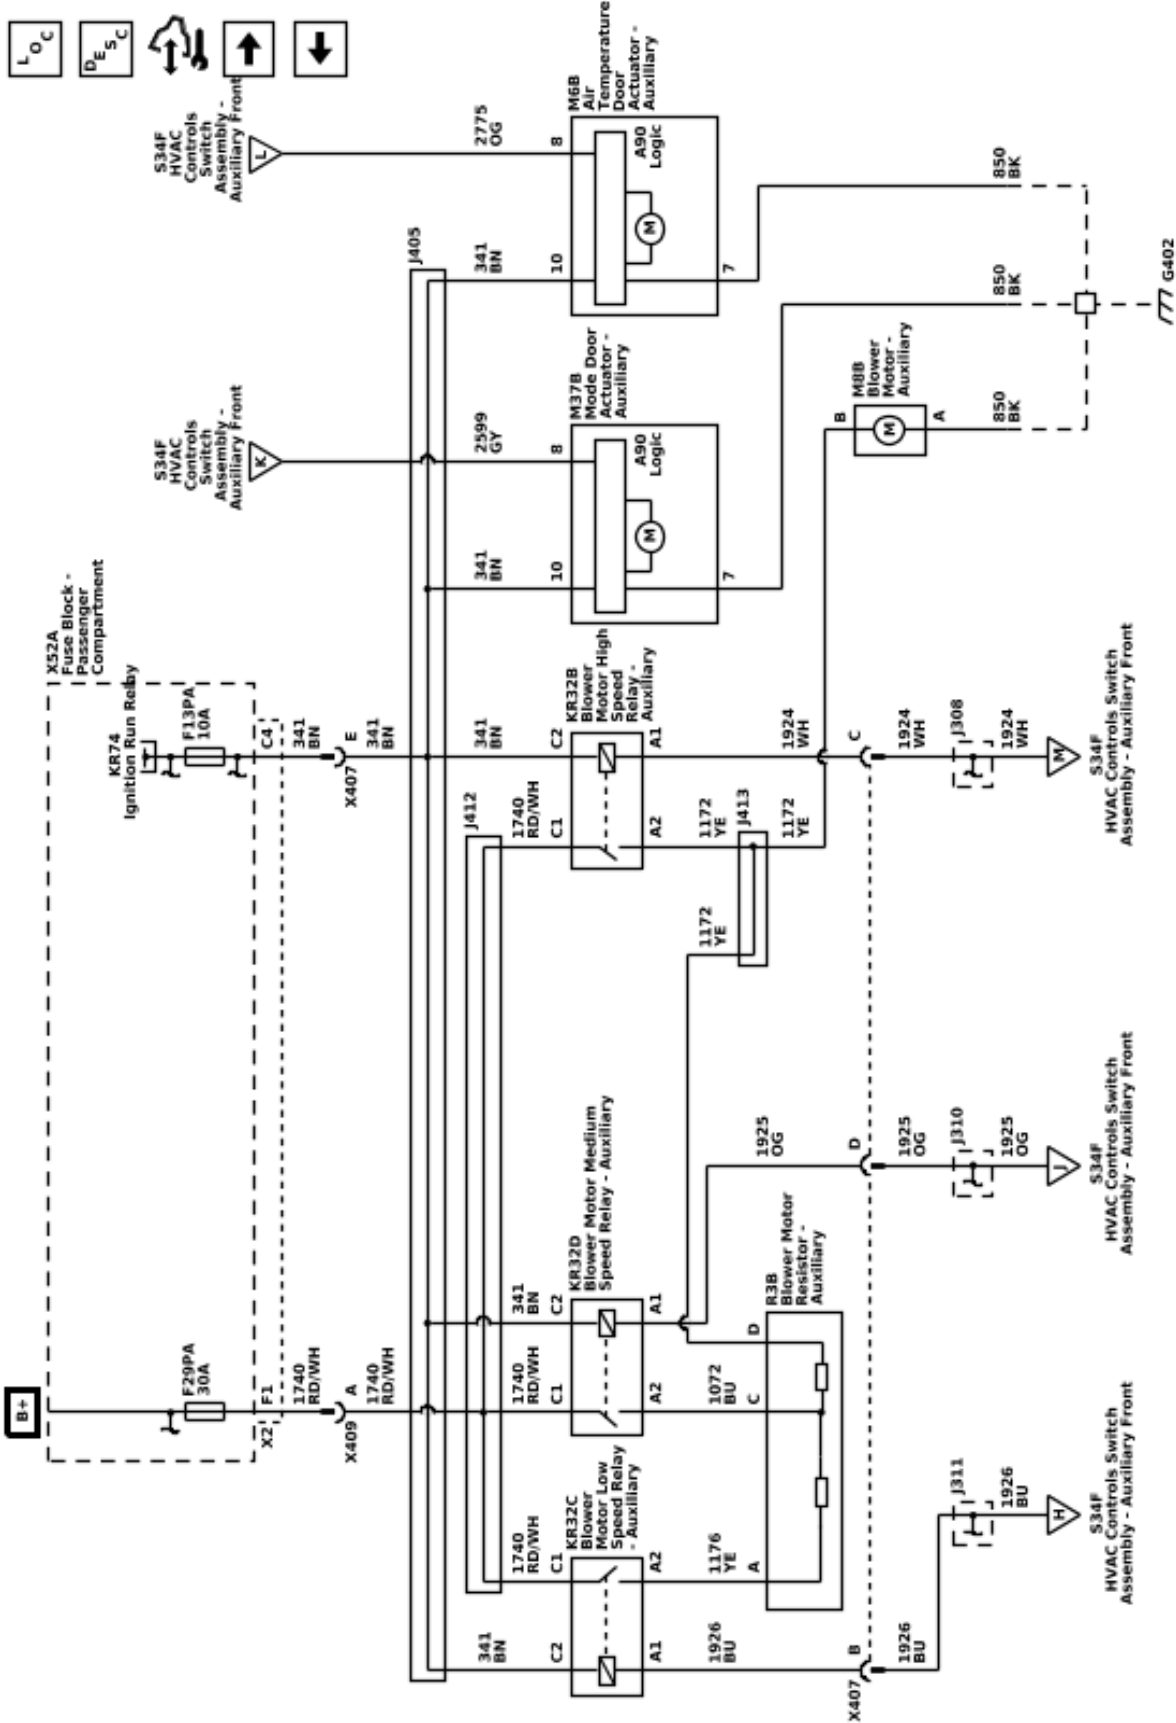 LOC
DESC
B+
X52A
Fuse Block -
Passenger
Compartment
KR74
Ignition Run Relay
F29PA
30A
F13PA
10A
X2
F1
C4
1740
RD/WH
341
BN
X409
A
X407
E
1740
RD/WH
341
BN
S34F
HVAC
Controls
Switch
Assembly -
Auxiliary Front
K
S34F
HVAC
Controls
Switch
Assembly -
Auxiliary Front
L
J405
J412
341
BN
1740
RD/WH
1740
RD/WH
341
BN
1740
RD/WH
341
BN
341
BN
2599
GY
341
BN
2775
OG
C2
C1
KR32C
Blower
Motor Low
Speed Relay
- Auxiliary
A1
A2
C1
C2
KR32D
Blower Motor Medium
Speed Relay - Auxiliary
A2
A1
C1
C2
KR32B
Blower
Motor High
Speed
Relay -
Auxiliary
A2
A1
10
8
M37B
Mode Door
Actuator -
Auxiliary
A90
Logic
M
7
10
8
M6B
Air
Temperature
Door
Actuator -
Auxiliary
A90
Logic
M
7
1926
BU
1176
YE
1072
BU
1172
YE
1172
YE
J413
1925
OG
1172
YE
1924
WH
A
C
D
R3B
Blower Motor
Resistor -
Auxiliary
B
M8B
Blower
Motor -
Auxiliary
M
A
X407
B
D
C
1926
BU
1925
OG
1924
WH
850
BK
850
BK
850
BK
J311
J310
J308
1926
BU
1925
OG
1924
WH
H
J
M
G402
S34F
HVAC Controls Switch
Assembly - Auxiliary Front
S34F
HVAC Controls Switch
Assembly - Auxiliary Front
S34F
HVAC Controls Switch
Assembly - Auxiliary Front